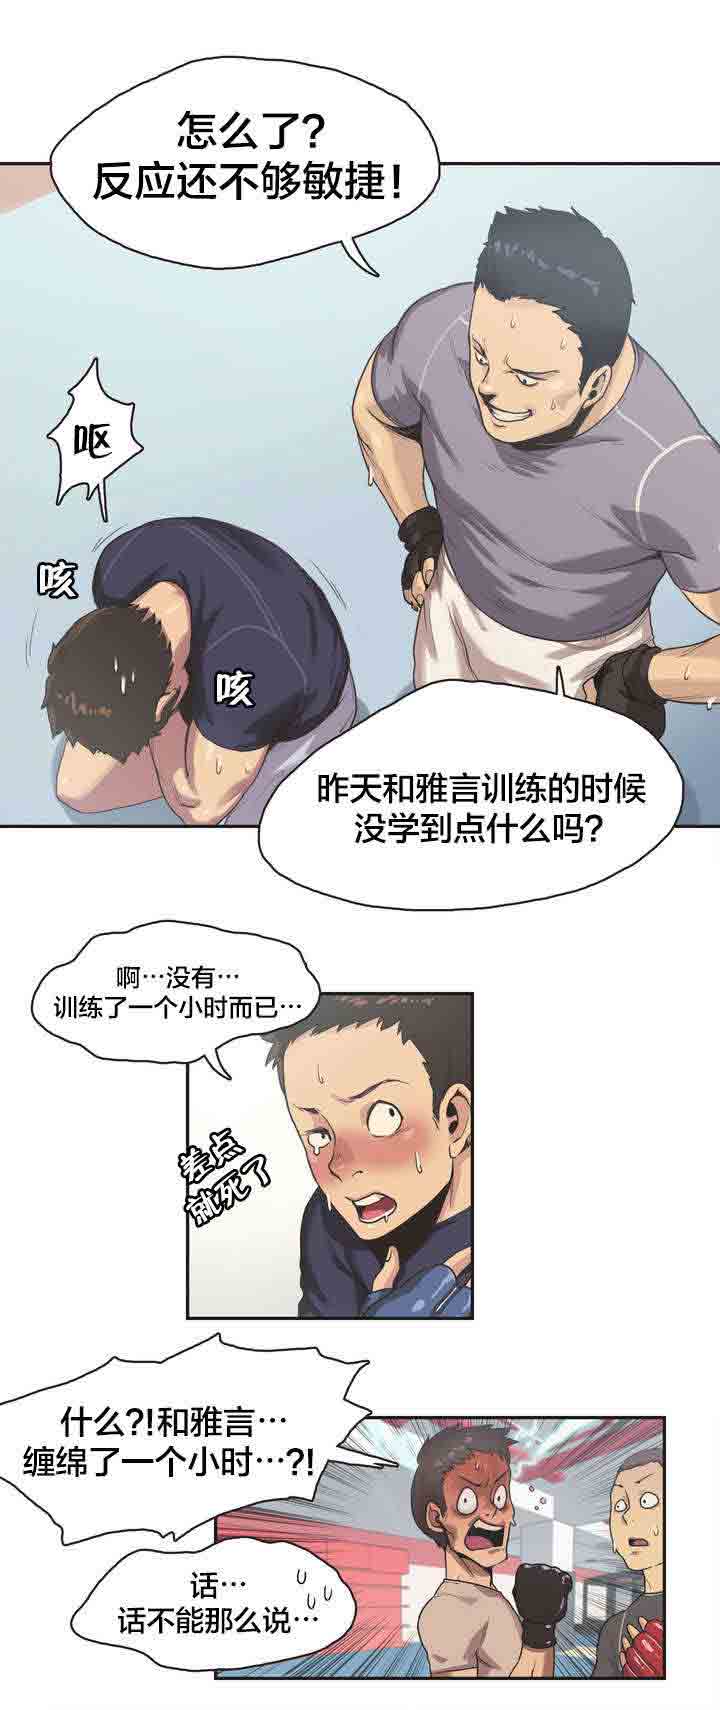 怎么了？
反应还不够敏捷！
呕
咳
咳
昨天和雅言训练的时候
没学到点什么吗？
啊…没有…
训练了一个小时而已…
差点
就死了
什么?!和雅言…
缠绵了一个小时…?!
话…
话不能那么说…